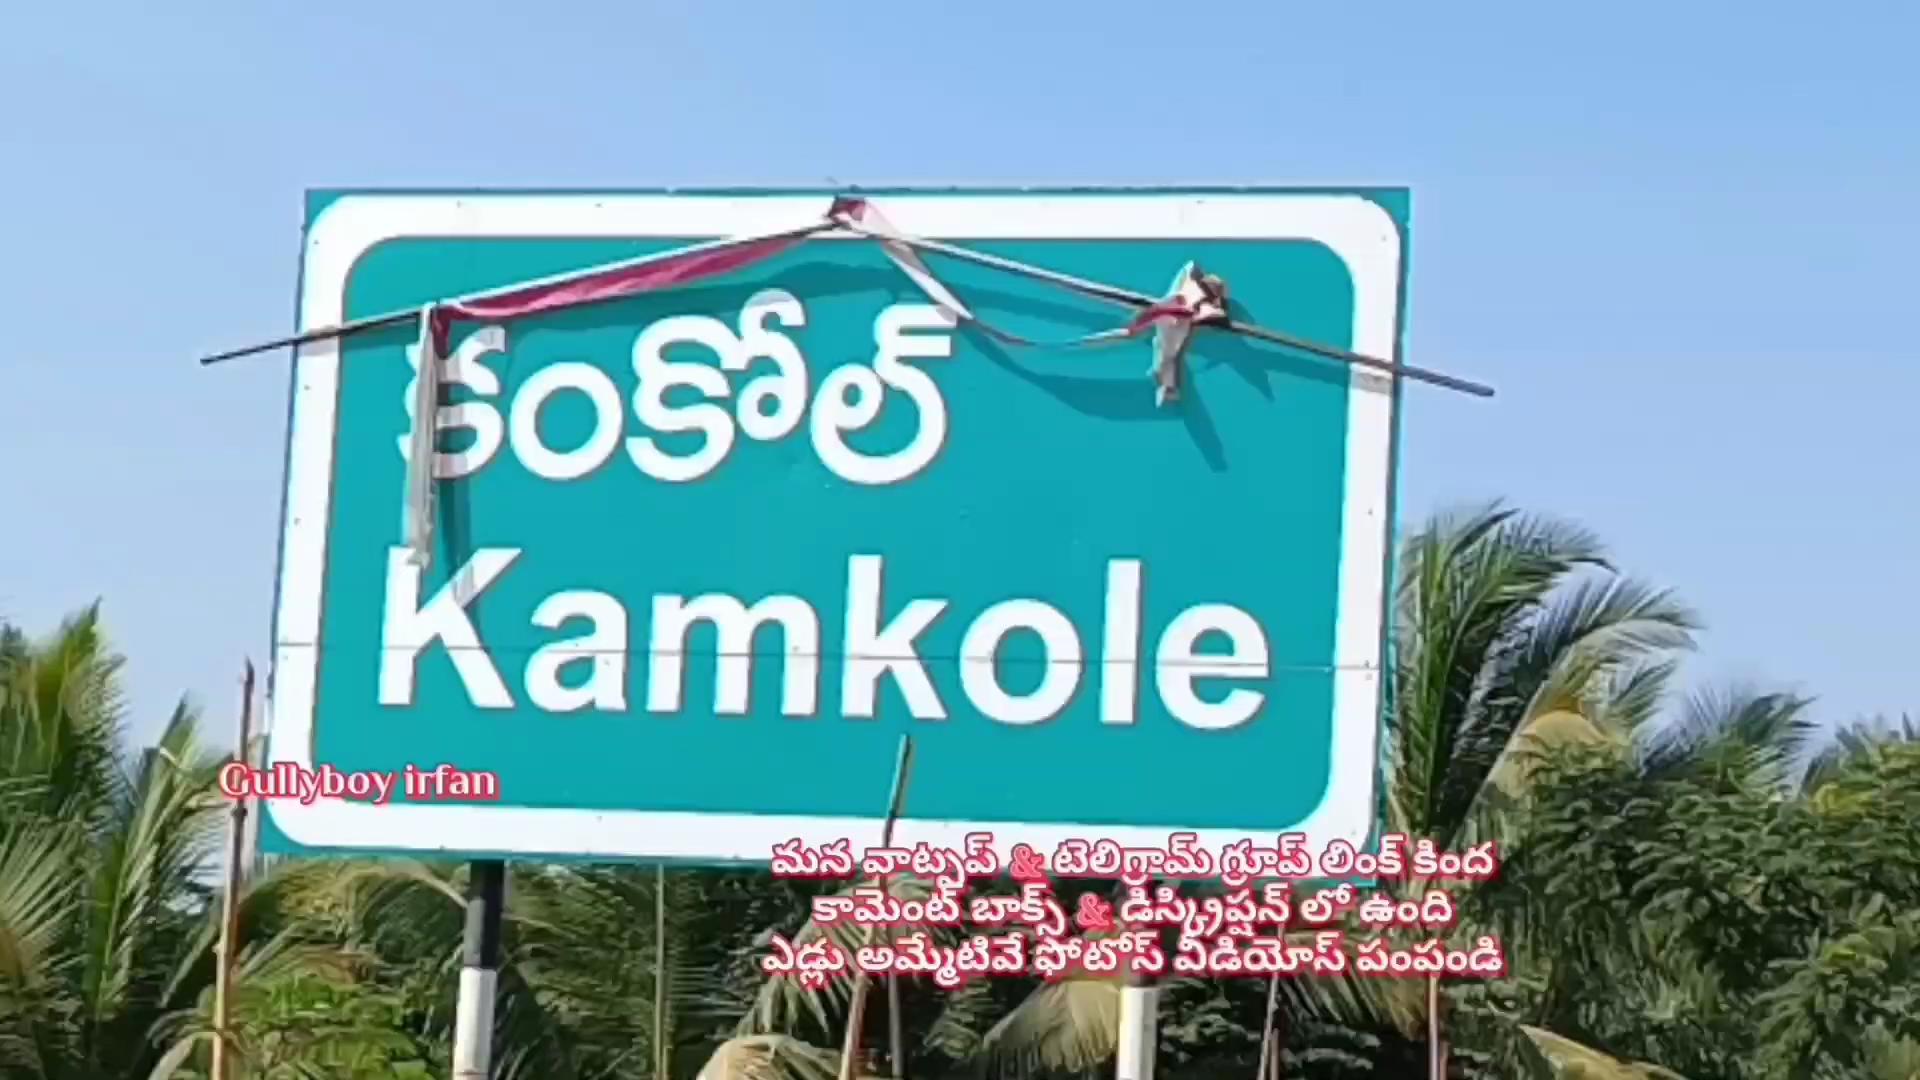 కంకోల్
Kamkole
Gullyboy irfan
మన వాట్సప్ & టెలిగ్రామ్ గ్రూప్ లింక్ కింద
కామెంట్ బాక్స్ & డిస్క్రిప్షన్ లో ఉంది
ఎడ్లు అమ్మేటివే ఫోటోస్ వీడియోస్ పంపండి